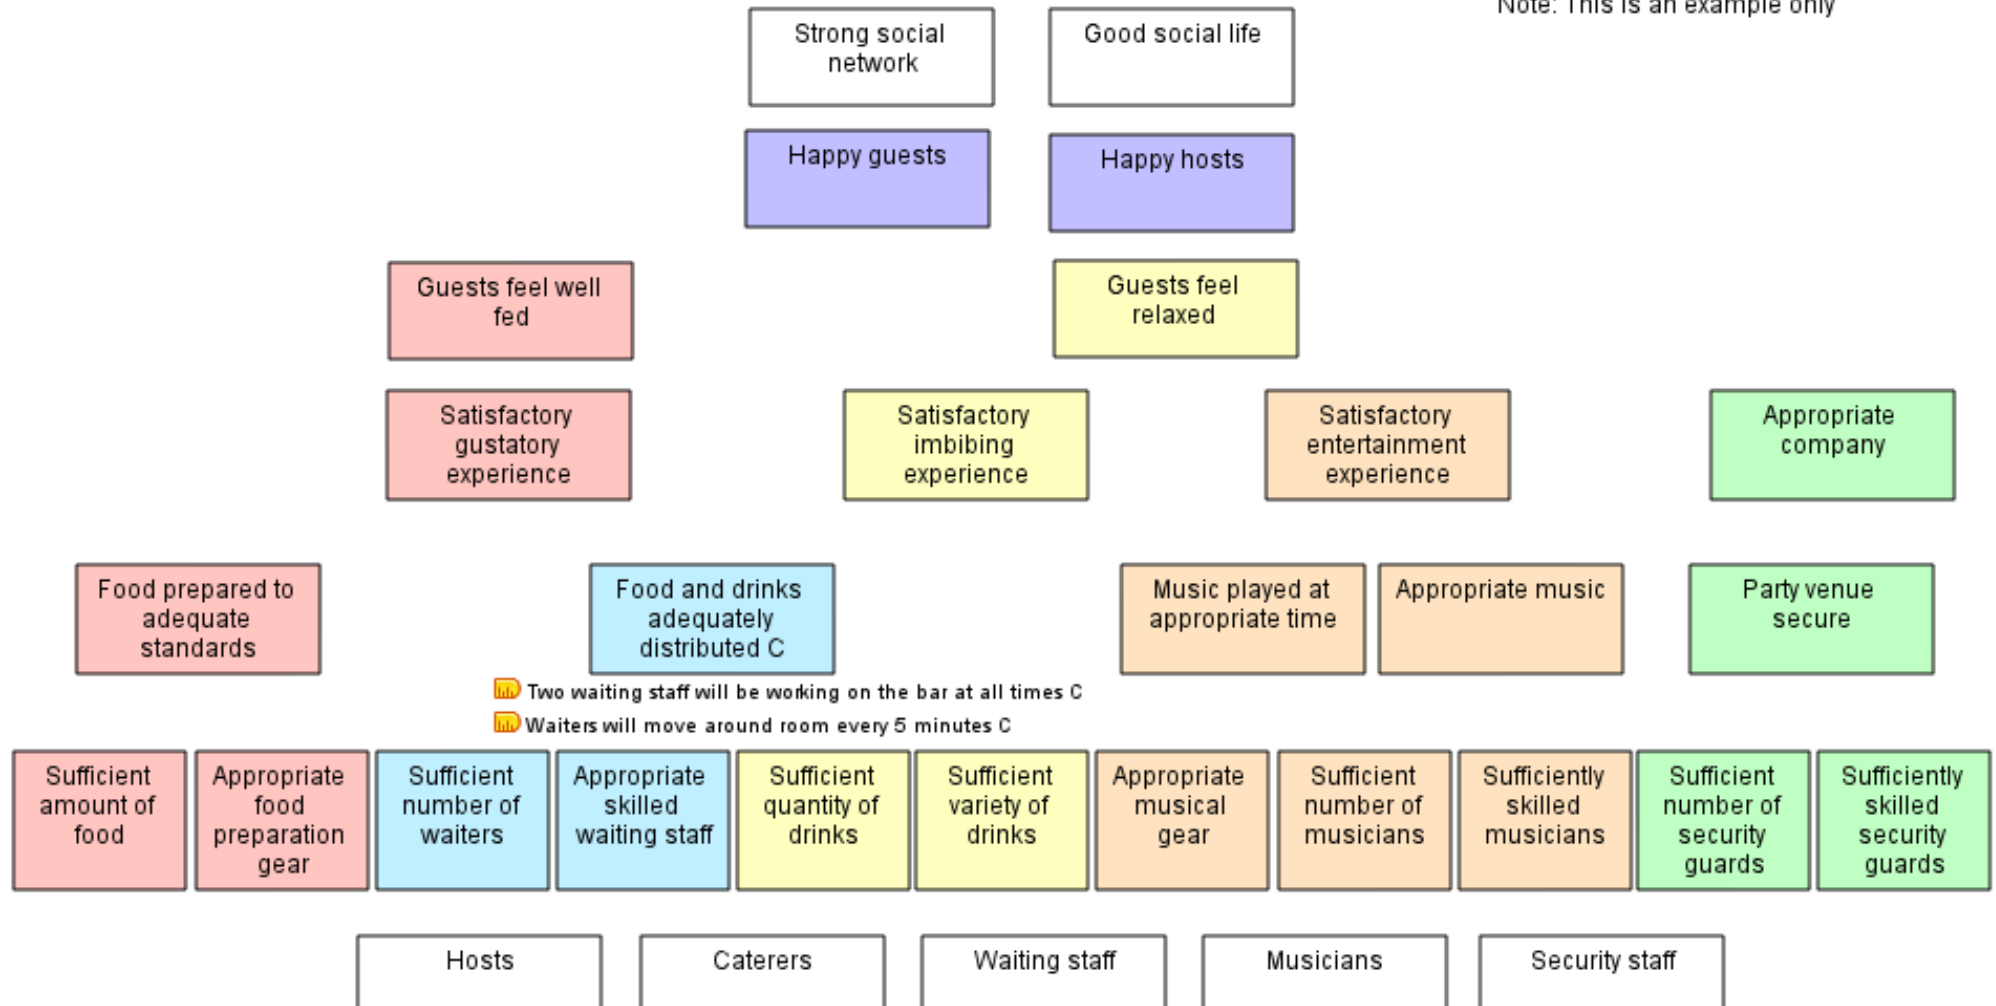 Note: This is an example only
Strong social
network
Good social life
Happy guests
Happy hosts
Guests feel well
fed
Guests feel
relaxed
Satisfactory
gustatory
experience
Satisfactory
imbibing
experience
Satisfactory
entertainment
experience
Appropriate
company
Food prepared to
adequate
standards
Food and drinks
adequately
distributed C
Music played at
appropriate time
Appropriate music
Party venue
secure
Two waiting staff will be working on the bar at all times C
Waiters will move around room every 5 minutes C
Sufficient
amount of
food
Appropriate
food
preparation
gear
Sufficient
number of
waiters
Appropriate
skilled
waiting staff
Sufficient
quantity of
drinks
Sufficient
variety of
drinks
Appropriate
musical
gear
Sufficient
number of
musicians
Sufficiently
skilled
musicians
Sufficient
number of
security
guards
Sufficiently
skilled
security
guards
Hosts
Caterers
Waiting staff
Musicians
Security staff